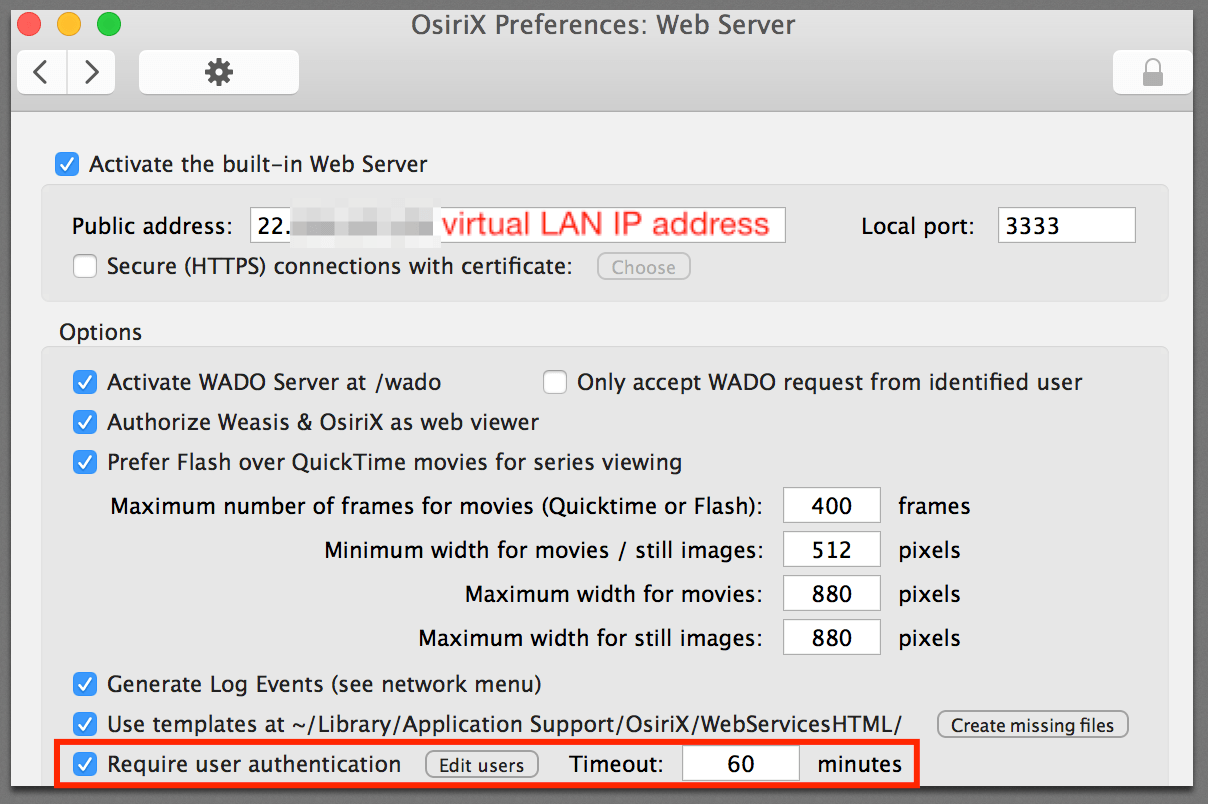 OsiriX Preferences: Web Server
Activate the built-in Web Server
Public address: 22. virtual LAN IP address Local port: 3333
Secure (HTTPS) connections with certificate: Choose
Options
Activate WADO Server at /wado Only accept WADO request from identified user
Authorize Weasis & OsiriX as web viewer
Prefer Flash over QuickTime movies for series viewing
Maximum number of frames for movies (Quicktime or Flash): 400 frames
Minimum width for movies / still images: 512 pixels
Maximum width for movies: 880 pixels
Maximum width for still images: 880 pixels
Generate Log Events (see network menu)
Use templates at ~/Library/Application Support/OsiriX/WebServicesHTML/ Create missing files
Require user authentication Edit users Timeout: 60 minutes